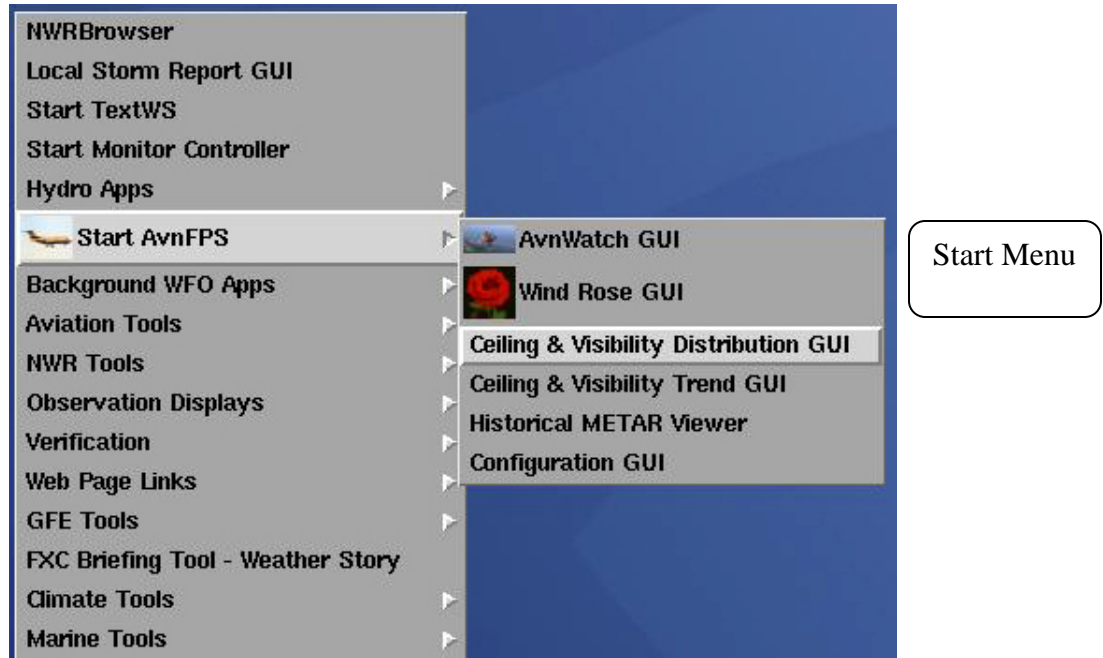 NWRBrowser
Local Storm Report GUI
Start TextWS
Start Monitor Controller
Hydro Apps
Start AvnFPS
Background WFO Apps
Aviation Tools
NWR Tools
Observation Displays
Verification
Web Page Links
GFE Tools
FXC Briefing Tool - Weather Story
Climate Tools
Marine Tools
AvnWatch GUI
Wind Rose GUI
Ceiling & Visibility Distribution GUI
Ceiling & Visibility Trend GUI
Historical METAR Viewer
Configuration GUI
Start Menu